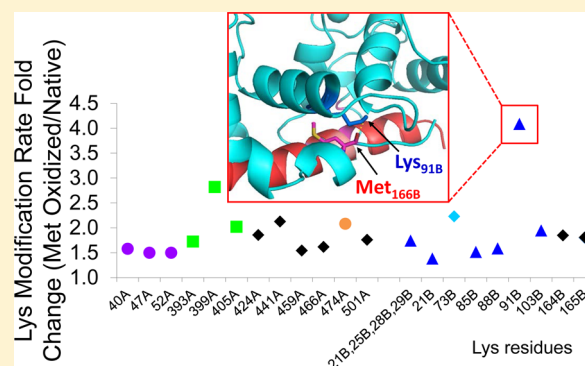 Lys Modification Rate Fold
Change (Met Oxidized/Native)
4.5
4.0
3.5
3.0
2.5
2.0
1.5
1.0
Lys91B
Met166B
40A
47A
52A
393A
399A
405A
424A
441A
459A
466A
474A
501A
21B,25B,28B,29B
21B
73B
85B
88B
91B
103B
164B
165B
Lys residues